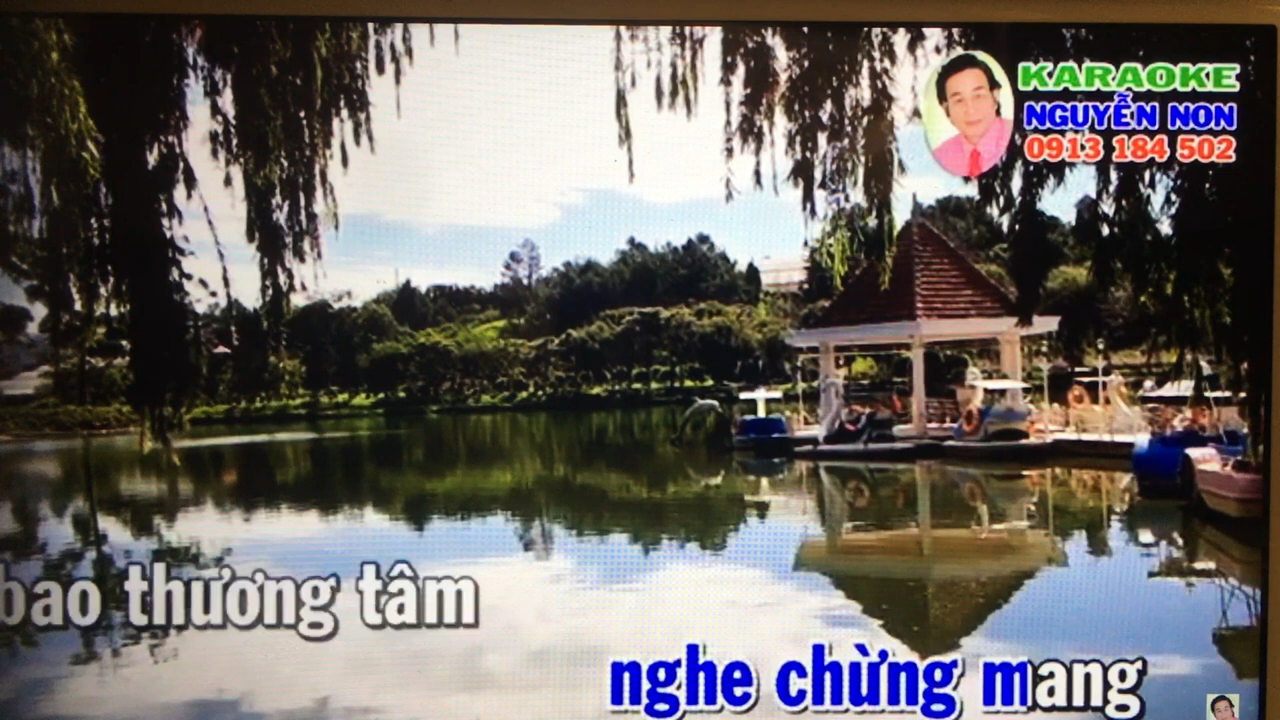 KARAOKE
NGUYỄN NON
0913 184 502
bao thương tâm
nghe chừng mang